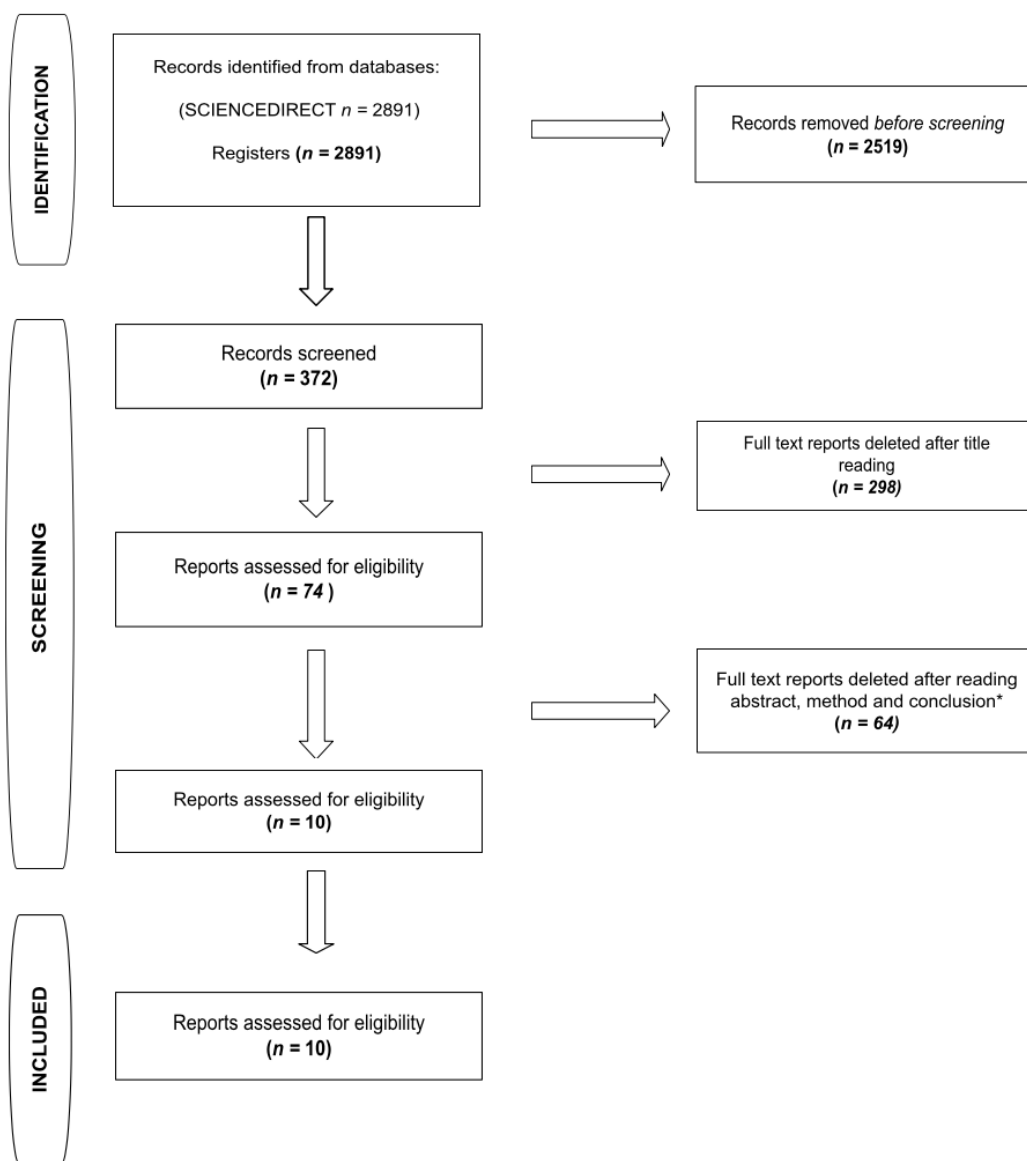 IDENTIFICATION
Records identified from databases:
(SCIENCEDIRECT n = 2891)
Registers (n = 2891)
Records removed before screening
(n = 2519)
SCREENING
Records screened
(n = 372)
Full text reports deleted after title
reading
(n = 298)
Reports assessed for eligibility
(n = 74 )
Full text reports deleted after reading
abstract, method and conclusion*
(n = 64)
Reports assessed for eligibility
(n = 10)
INCLUDED
Reports assessed for eligibility
(n = 10)